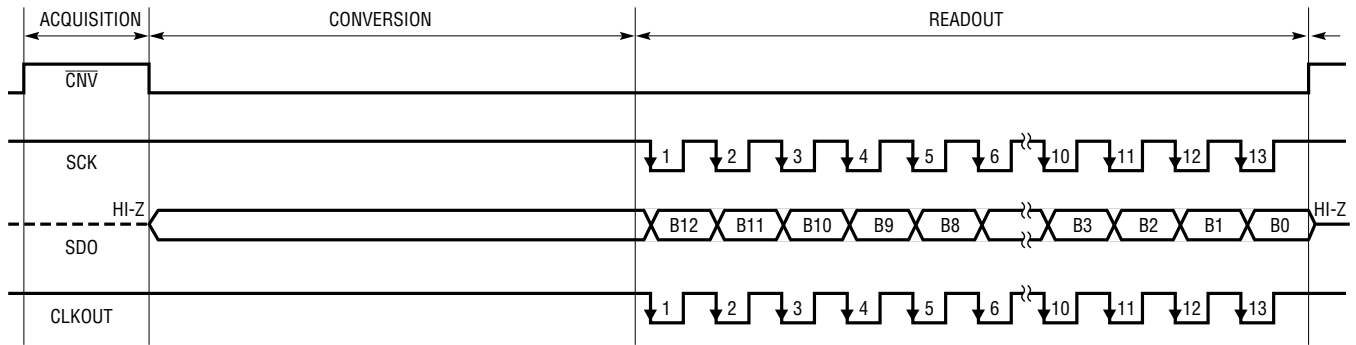 ACQUISITION CONVERSION READOUT
CNV
SCK 1 2 3 4 5 6 10 11 12 13
HI-Z B12 B11 B10 B9 B8 B3 B2 B1 B0 HI-Z
SDO
CLKOUT 1 2 3 4 5 6 10 11 12 13